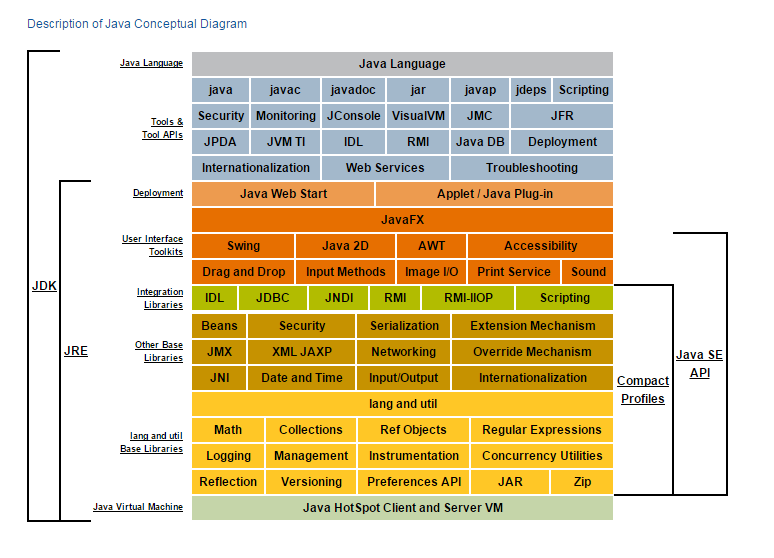 Description of Java Conceptual Diagram
Java Language
Java Language
java javac javadoc jar javap jdeps Scripting
Tools &
Tool APIs
Security Monitoring JConsole VisualVM JMC JFR
JPDA JVM TI IDL RMI Java DB Deployment
Internationalization Web Services Troubleshooting
Deployment
Java Web Start Applet / Java Plug-in
JavaFX
User Interface
Toolkits
Swing Java 2D AWT Accessibility
Drag and Drop Input Methods Image I/O Print Service Sound
Integration
Libraries
IDL JDBC JNDI RMI RMI-IIOP Scripting
JDK
JRE
Other Base
Libraries
Beans Security Serialization Extension Mechanism
JMX XML JAXP Networking Override Mechanism
JNI Date and Time Input/Output Internationalization
Java SE
API
Compact
Profiles
lang and util
lang and util
Base Libraries
Math Collections Ref Objects Regular Expressions
Logging Management Instrumentation Concurrency Utilities
Reflection Versioning Preferences API JAR Zip
Java Virtual Machine
Java HotSpot Client and Server VM